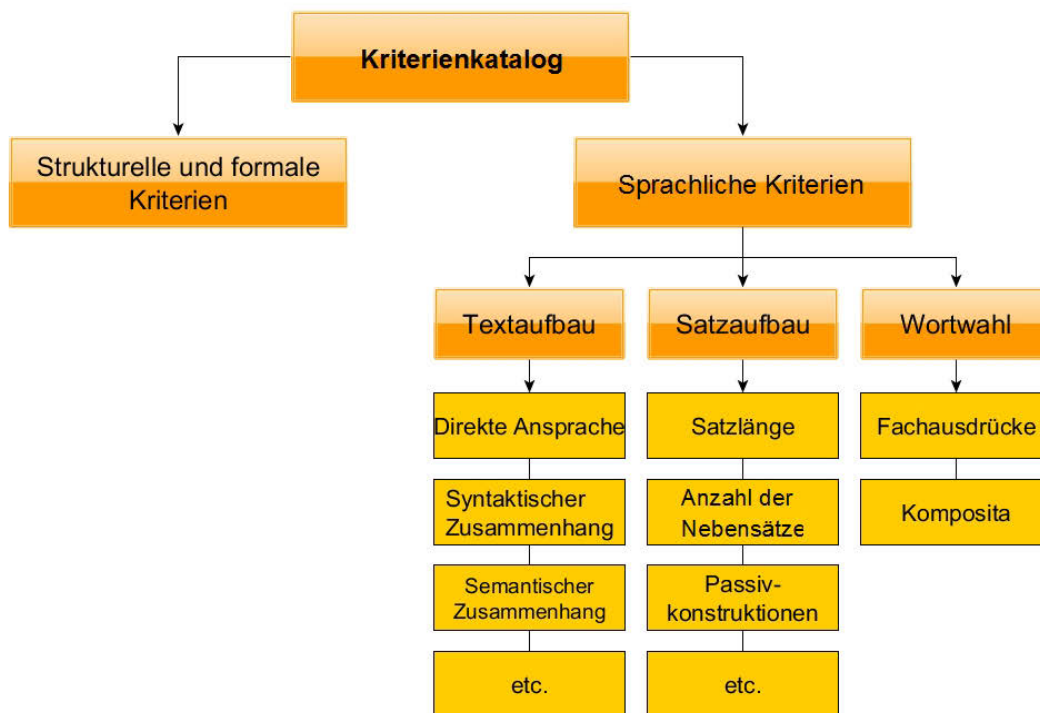 Kriterienkatalog
Strukturelle und formale
Kriterien
Sprachliche Kriterien
Textaufbau
Satzaufbau
Wortwahl
Direkte Ansprache
Satzlänge
Fachausdrücke
Syntaktischer
Zusammenhang
Anzahl der
Nebensätze
Komposita
Semantischer
Zusammenhang
Passiv-
konstruktionen
etc.
etc.